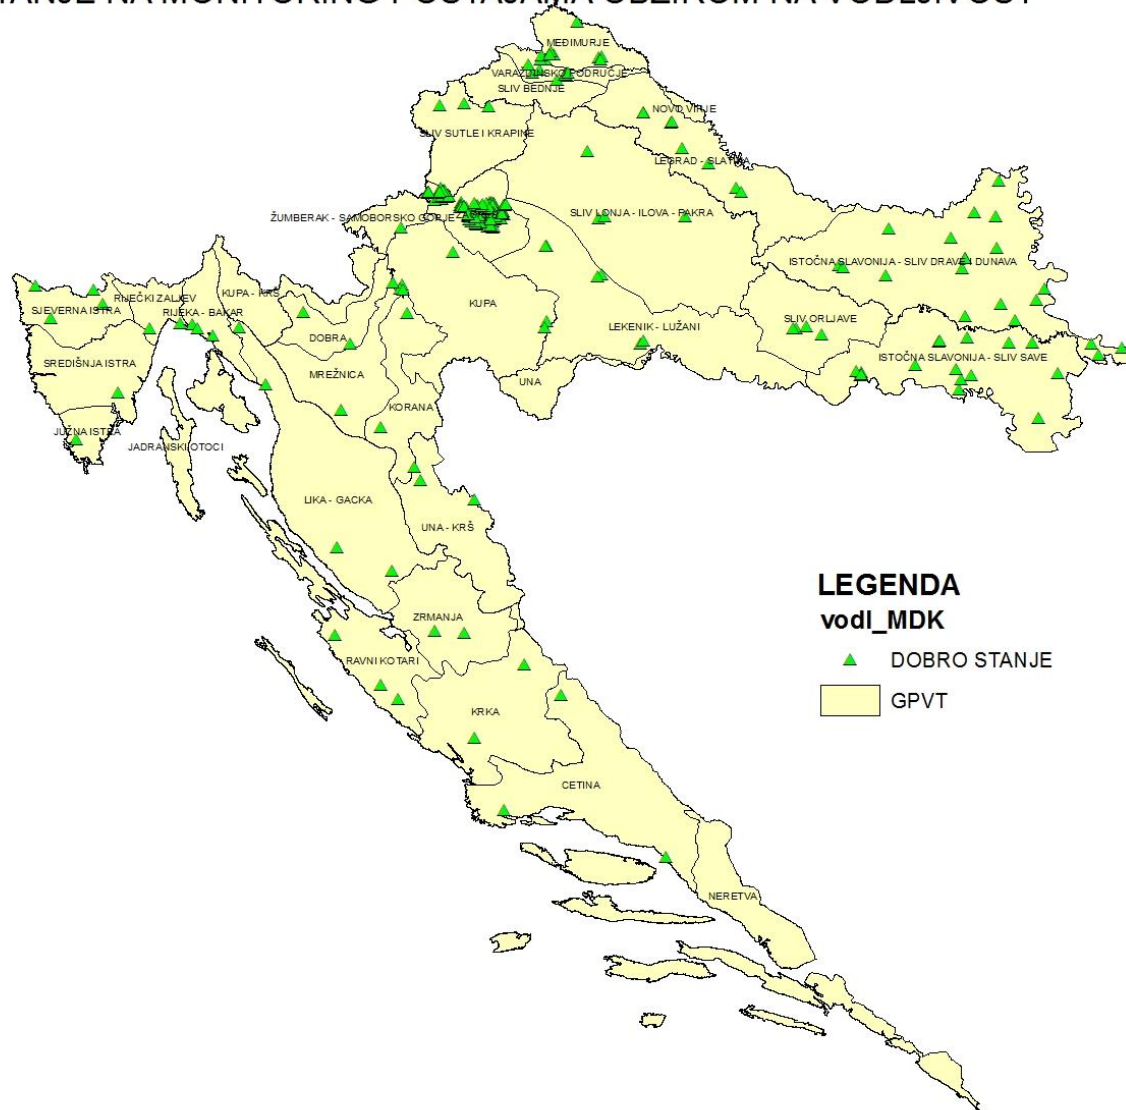 STANJE NA MONITORING POSTAJAMA OBZIROM NA VODLJIVOST
MEĐIMURJE
VARAŽDINSKO PODRUČJE
SLIV BEDNJE
NOVO VIRJE
SLIV SUTLE I KRAPINE
LEGRAD - SLATINA
ŽUMBERAK - SAMOBORSKO GORJE
SLIV LONJA - ILOVA - PAKRA
ISTOČNA SLAVONIJA - SLIV DRAVE I DUNAVA
KUPA - KRŠ
RIJEČKI ZALJEV
SJEVERNA ISTRA
RIJEKA - BAKAR
KUPA
SLIV ORLJAVE
LEKENIK - LUŽANI
DOBRA
ISTOČNA SLAVONIJA - SLIV SAVE
SREDIŠNJA ISTRA
MREŽNICA
UNA
KORANA
JUŽNA ISTRA
JADRANSKI OTOCI
LIKA - GACKA
UNA - KRŠ
LEGENDA
vodl_MDK
DOBRO STANJE
GPVT
ZRMANJA
RAVNI KOTARI
KRKA
CETINA
NERETVA